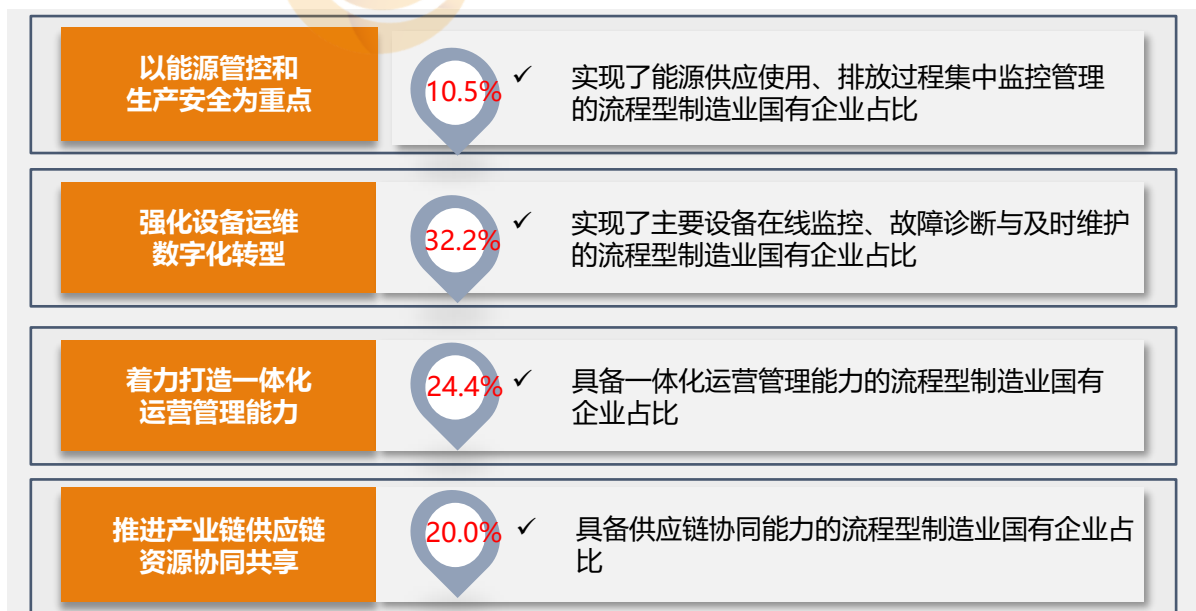 以能源管控和
生产安全为重点
10.5%
✓ 实现了能源供应使用、排放过程集中监控管理
的流程型制造业国有企业占比
强化设备运维
数字化转型
32.2%
✓ 实现了主要设备在线监控、故障诊断与及时维护
的流程型制造业国有企业占比
着力打造一体化
运营管理能力
24.4%
✓ 具备一体化运营管理能力的流程型制造业国有
企业占比
推进产业链供应链
资源协同共享
20.0%
✓ 具备供应链协同能力的流程型制造业国有企业占
比